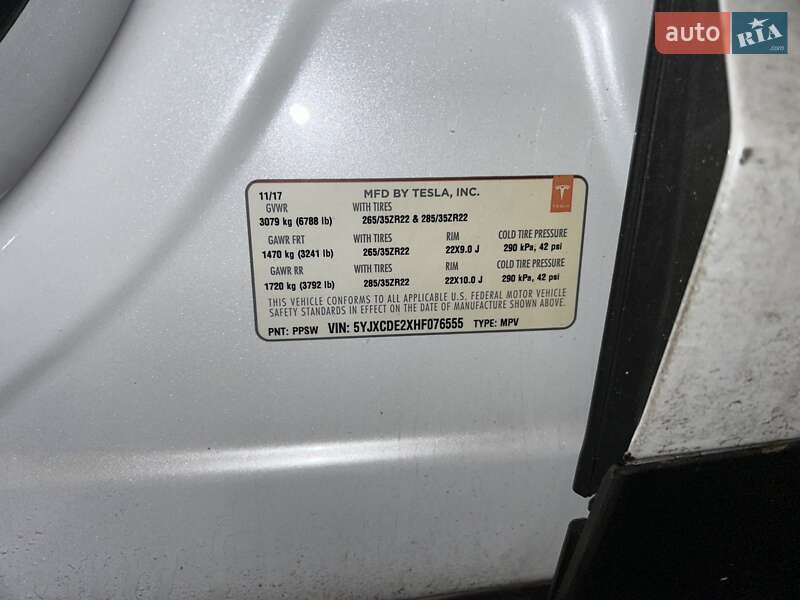 auto RIA .com
11/17 MFD BY TESLA, INC.
GVWR WITH TIRES
3079 kg (6788 lb) 265/35ZR22 & 285/35ZR22
TESLA
GAWR FRT WITH TIRES RIM COLD TIRE PRESSURE
1470 kg (3241 lb) 265/35ZR22 22X9.0 J 290 kPa, 42 psi
GAWR RR WITH TIRES RIM COLD TIRE PRESSURE
1720 kg (3792 lb) 285/35ZR22 22X10.0 J 290 kPa, 42 psi
THIS VEHICLE CONFORMS TO ALL APPLICABLE U.S. FEDERAL MOTOR VEHICLE
SAFETY STANDARDS IN EFFECT ON THE DATE OF MANUFACTURE SHOWN ABOVE.
PNT: PPSW VIN: 5YJXCDE2XHF076555 TYPE: MPV